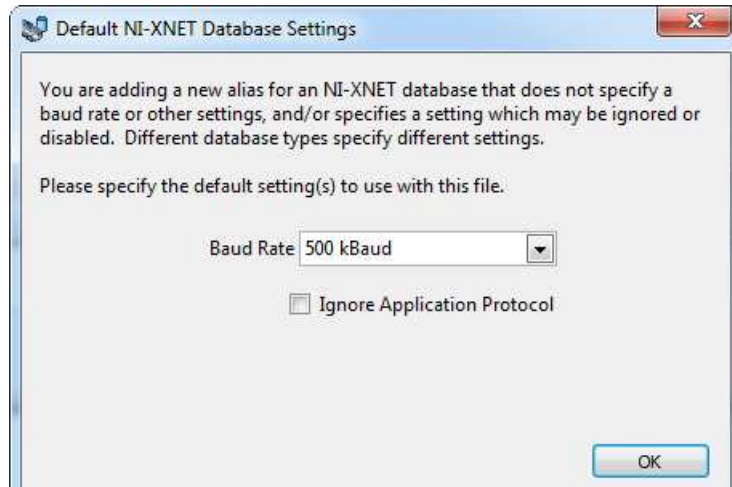 Default NI-XNET Database Settings
You are adding a new alias for an NI-XNET database that does not specify a
baud rate or other settings, and/or specifies a setting which may be ignored or
disabled. Different database types specify different settings.
Please specify the default setting(s) to use with this file.
Baud Rate 500 kBaud
Ignore Application Protocol
OK